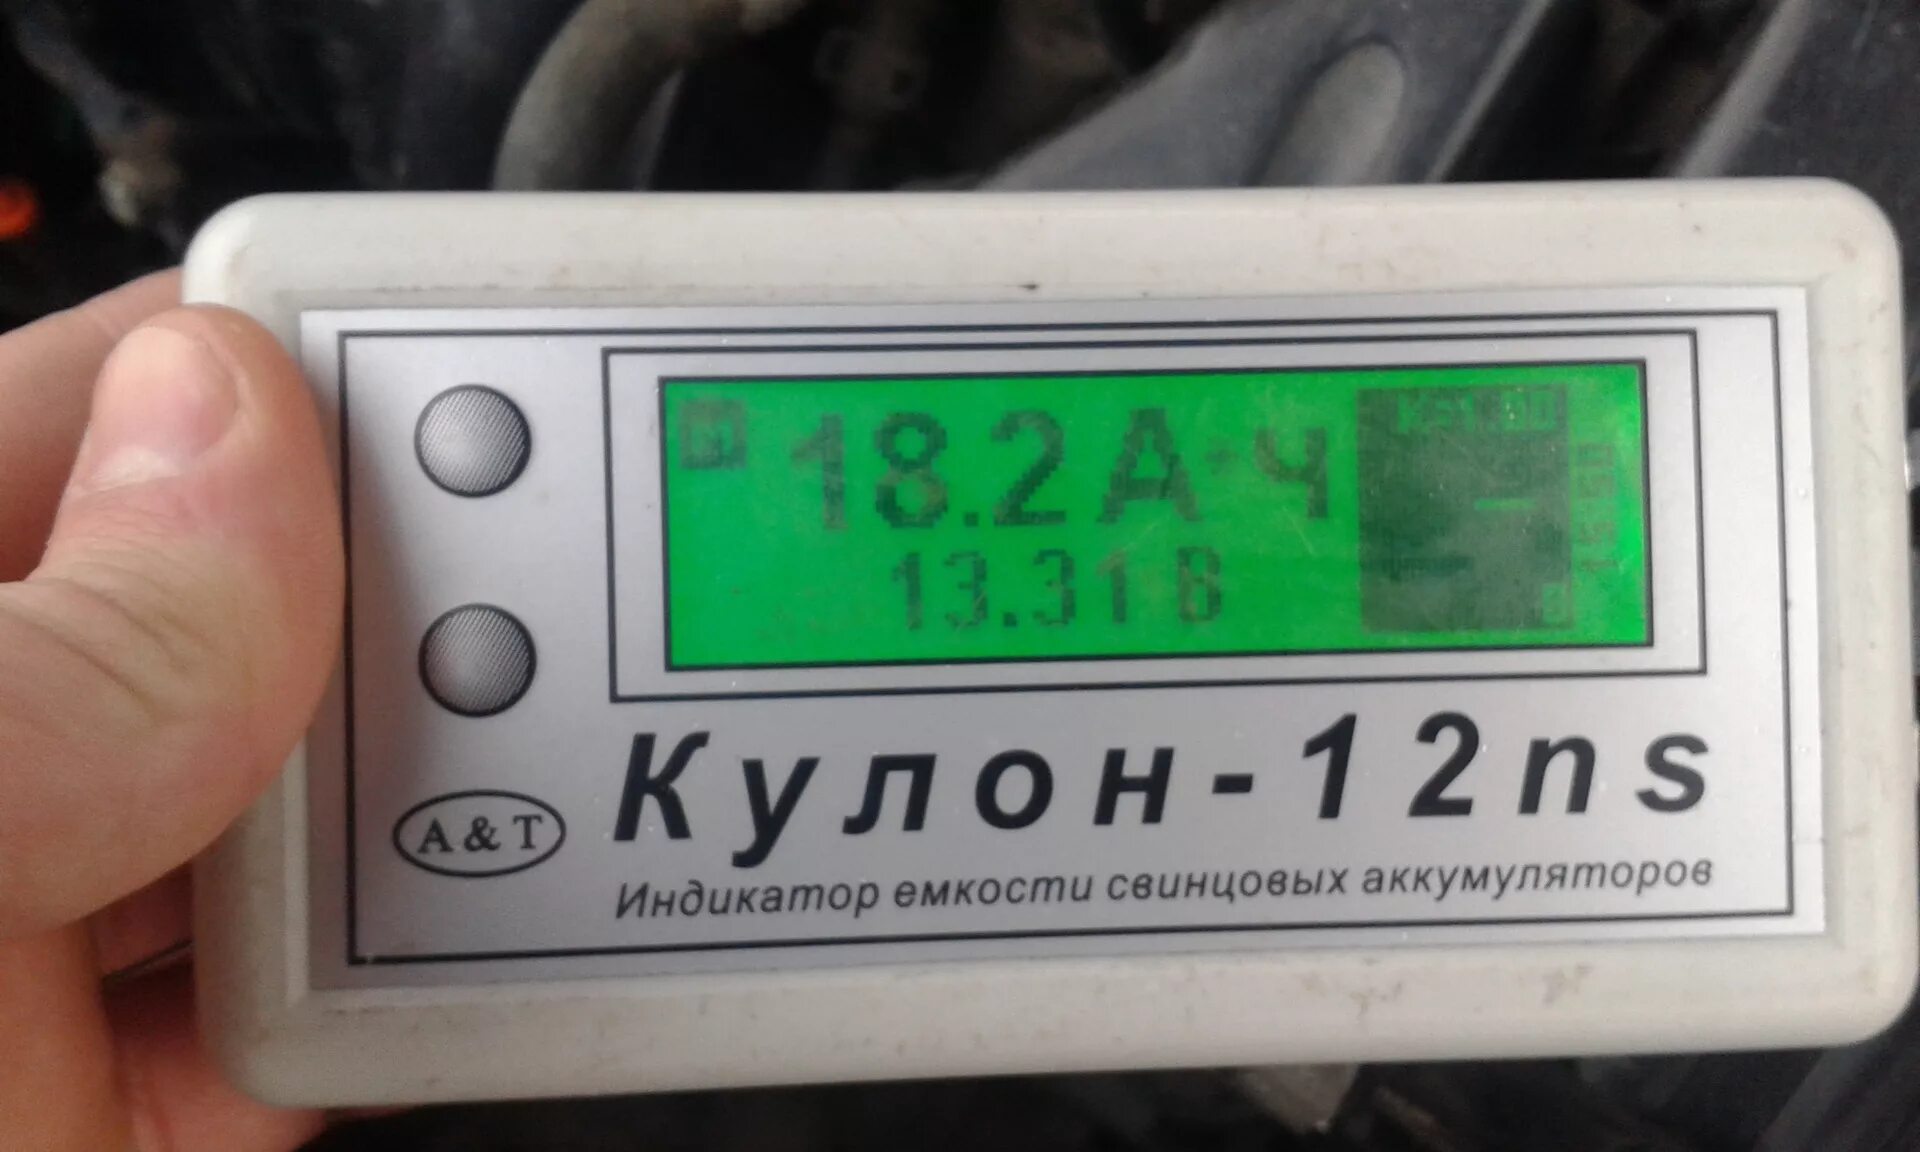 18.2А·Ч
13.31 В
Кулон-12ns
A & T
Индикатор емкости свинцовых аккумуляторов